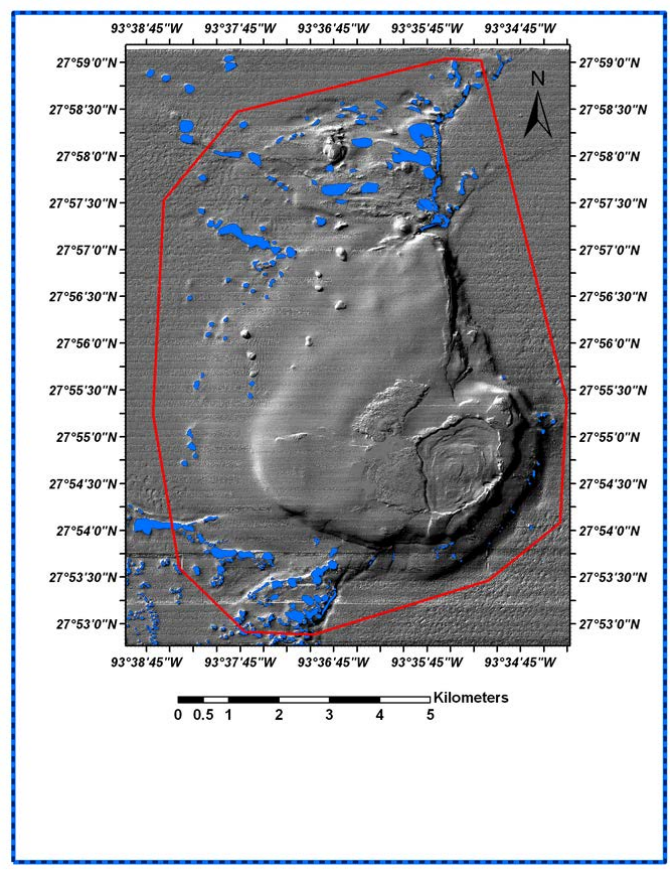 93°38'45"W 93°37'45"W 93°36'45"W 93°35'45"W 93°34'45"W
27°59'0"N 27°59'0"N
N
27°58'30"N 27°58'30"N
27°58'0"N 27°58'0"N
27°57'30"N 27°57'30"N
27°57'0"N 27°57'0"N
27°56'30"N 27°56'30"N
27°56'0"N 27°56'0"N
27°55'30"N 27°55'30"N
27°55'0"N 27°55'0"N
27°54'30"N 27°54'30"N
27°54'0"N 27°54'0"N
27°53'30"N 27°53'30"N
27°53'0"N 27°53'0"N
93°38'45"W 93°37'45"W 93°36'45"W 93°35'45"W 93°34'45"W
Kilometers
0 0.5 1 2 3 4 5